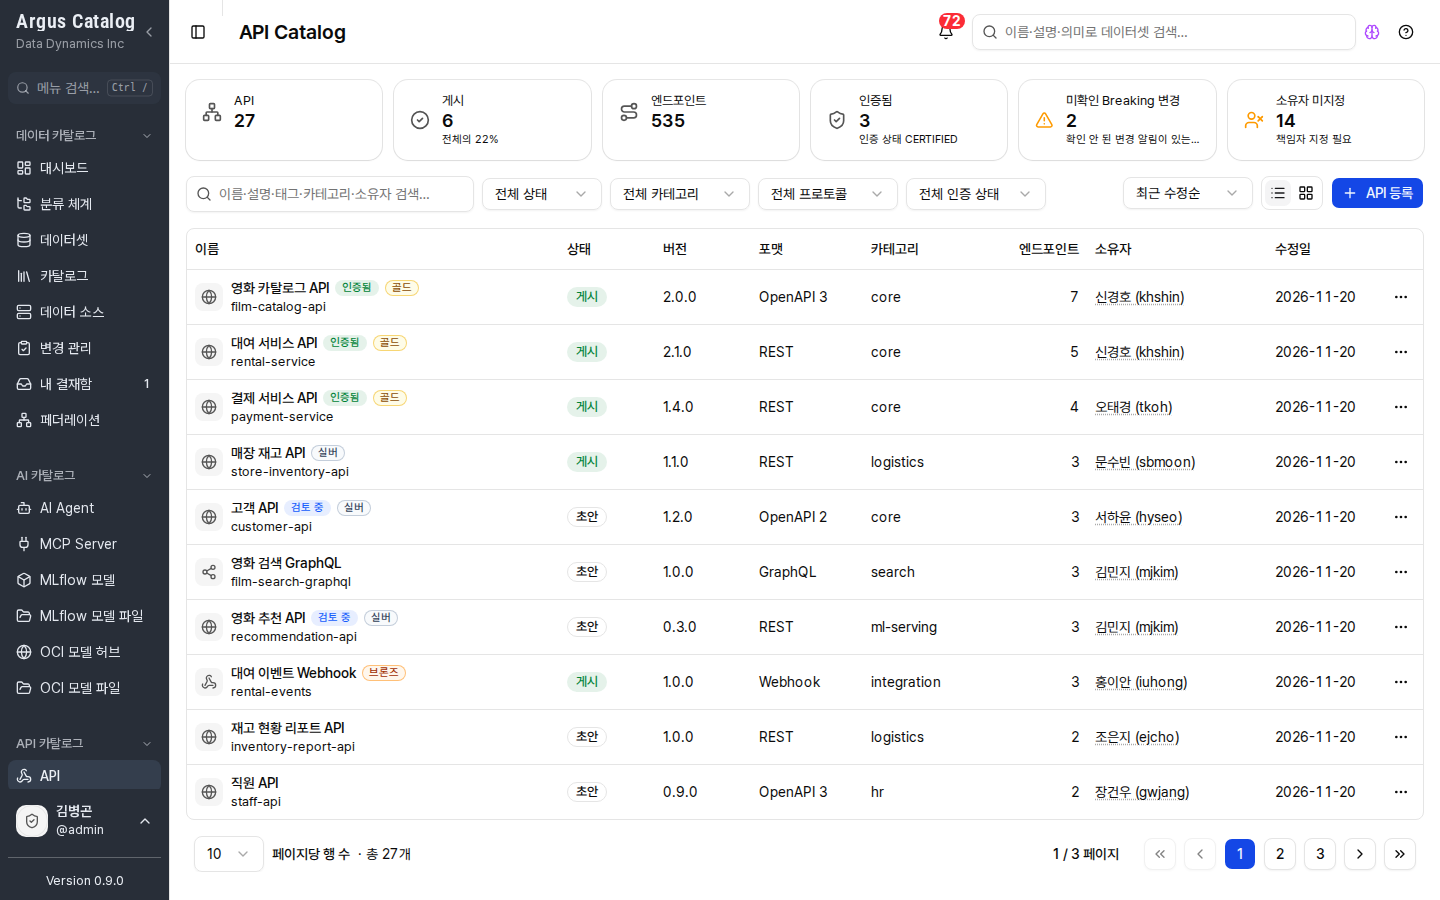 Argus Catalog
Data Dynamics Inc
메뉴 검색... Ctrl /
데이터 카탈로그
대시보드
분류 체계
데이터셋
카탈로그
데이터 소스
변경 관리
내 결재함 1
페더레이션
AI 카탈로그
AI Agent
MCP Server
MLflow 모델
MLflow 모델 파일
OCI 모델 허브
OCI 모델 파일
API 카탈로그
API
김병곤
@admin
Version 0.9.0
API Catalog
72
이름·설명·의미로 데이터셋 검색...
API
27
게시
6
전체의 22%
엔드포인트
535
인증됨
3
인증 상태 CERTIFIED
미확인 Breaking 변경
2
확인 안 된 변경 알림이 있는...
소유자 미지정
14
책임자 지정 필요
이름·설명·태그·카테고리·소유자 검색...
전체 상태
전체 카테고리
전체 프로토콜
전체 인증 상태
최근 수정순
API 등록
이름 상태 버전 포맷 카테고리 엔드포인트 소유자 수정일
영화 카탈로그 API 인증됨 골드
film-catalog-api
게시 2.0.0 OpenAPI 3 core 7 신경호 (khshin) 2026-11-20
대여 서비스 API 인증됨 골드
rental-service
게시 2.1.0 REST core 5 신경호 (khshin) 2026-11-20
결제 서비스 API 인증됨 골드
payment-service
게시 1.4.0 REST core 4 오태경 (tkoh) 2026-11-20
매장 재고 API 실버
store-inventory-api
게시 1.1.0 REST logistics 3 문수빈 (sbmoon) 2026-11-20
고객 API 검토 중 실버
customer-api
초안 1.2.0 OpenAPI 2 core 3 서하윤 (hyseo) 2026-11-20
영화 검색 GraphQL
film-search-graphql
초안 1.0.0 GraphQL search 3 김민지 (mjkim) 2026-11-20
영화 추천 API 검토 중 실버
recommendation-api
초안 0.3.0 REST ml-serving 3 김민지 (mjkim) 2026-11-20
대여 이벤트 Webhook 브론즈
rental-events
게시 1.0.0 Webhook integration 3 홍이안 (iuhong) 2026-11-20
재고 현황 리포트 API
inventory-report-api
초안 1.0.0 REST logistics 2 조은지 (ejcho) 2026-11-20
직원 API
staff-api
초안 0.9.0 OpenAPI 3 hr 2 장건우 (gwjang) 2026-11-20
10 페이지당 행 수 · 총 27개
1 / 3 페이지
1 2 3